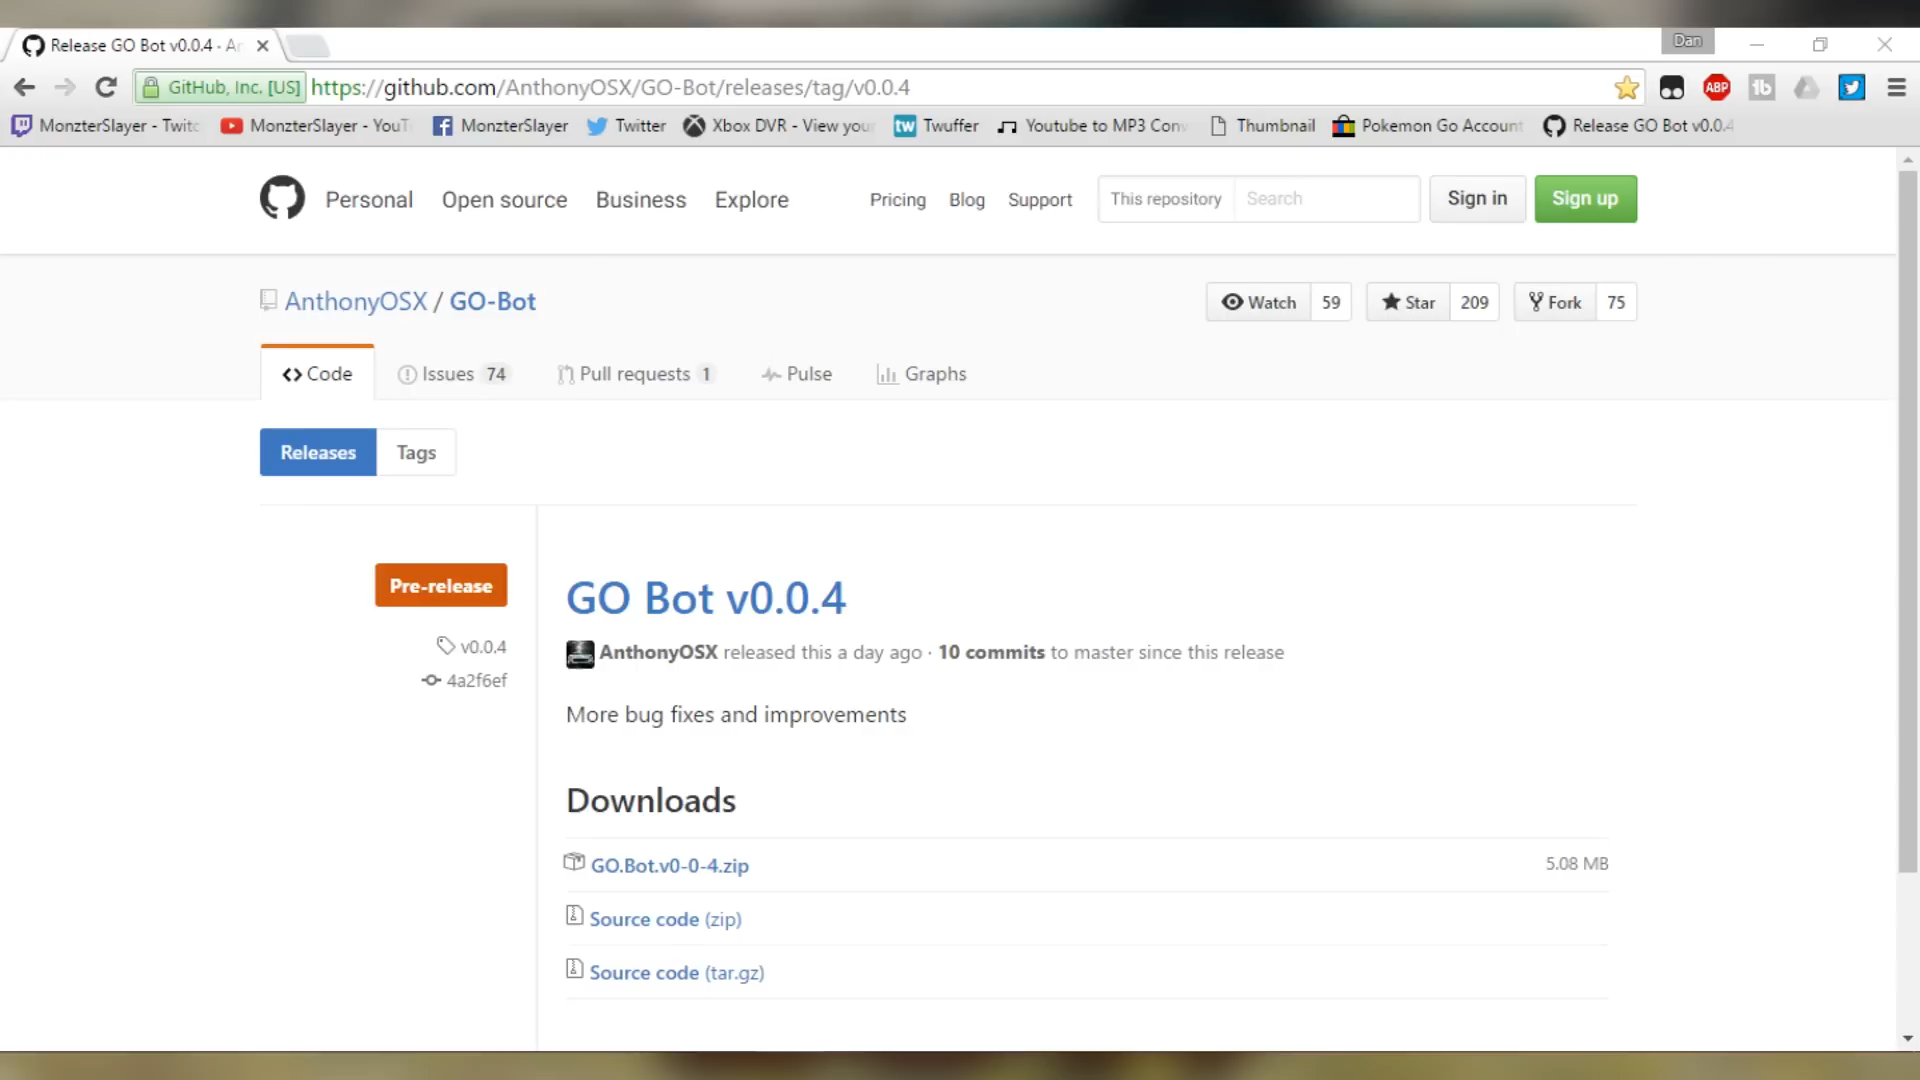 Release GO Bot v0.0.4 - Ar
Dan
GitHub, Inc. [US] https://github.com/AnthonyOSX/GO-Bot/releases/tag/v0.0.4
ABP
MonzterSlayer - Twitc MonzterSlayer - YouT MonzterSlayer Twitter Xbox DVR - View your tw Twuffer Youtube to MP3 Conv Thumbnail Pokemon Go Account Release GO Bot v0.0.4
Personal Open source Business Explore Pricing Blog Support This repository Search Sign in Sign up
AnthonyOSX / GO-Bot Watch 59 Star 209 Fork 75
Code Issues 74 Pull requests 1 Pulse Graphs
Releases Tags
Pre-release
v0.0.4
4a2f6ef
GO Bot v0.0.4
AnthonyOSX released this a day ago · 10 commits to master since this release
More bug fixes and improvements
Downloads
GO.Bot.v0-0-4.zip 5.08 MB
Source code (zip)
Source code (tar.gz)